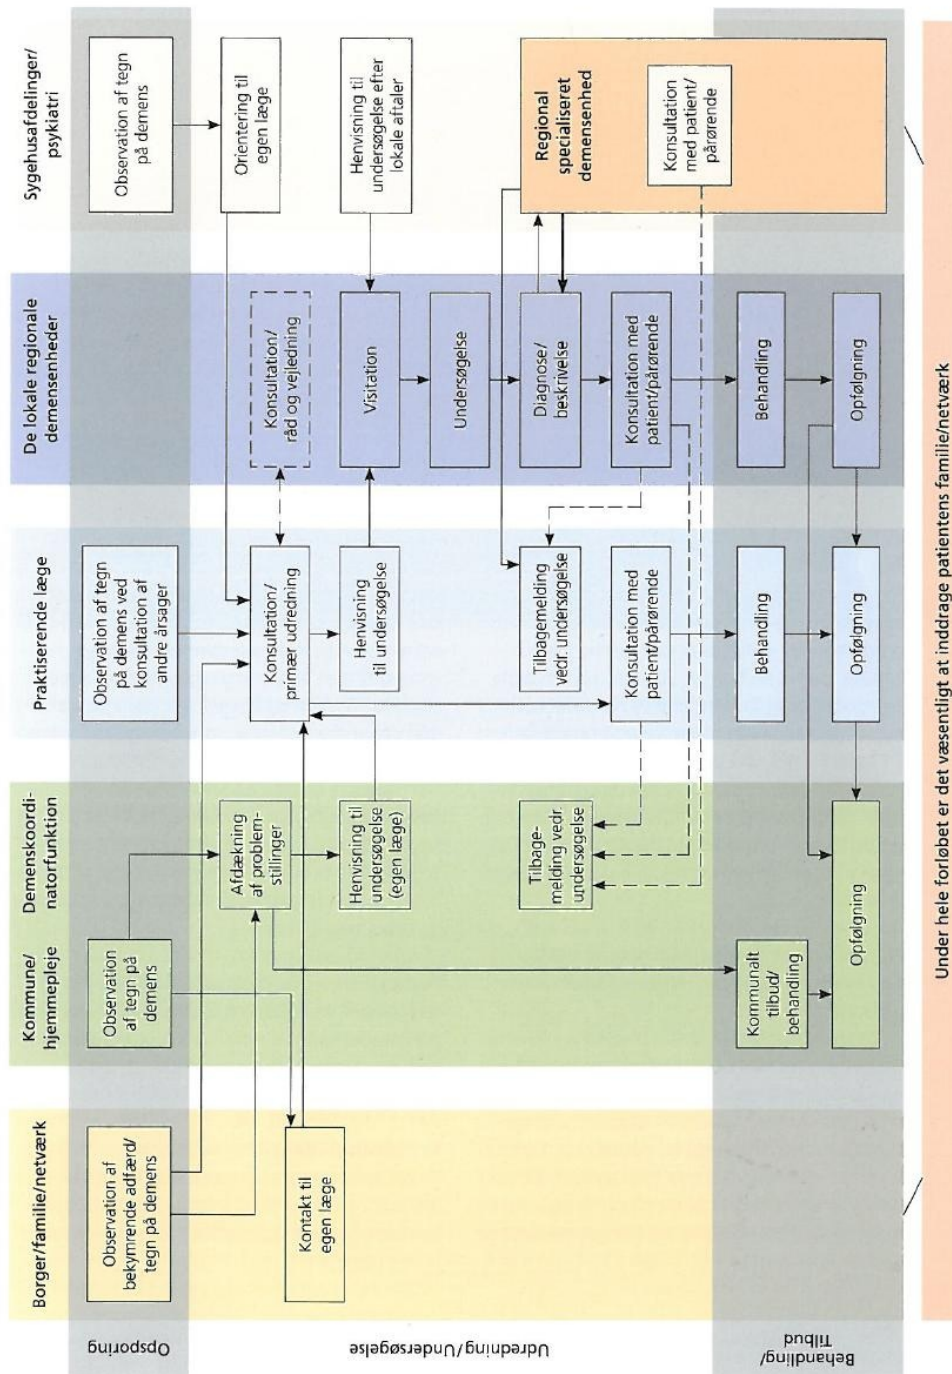 Borger/familie/netværk
Kommune/
hjemmepleje
Demenskoordi-
natorfunktion
Praktiserende læge
De lokale regionale
demensenheder
Sygehusafdelinger/
psykiatri
Opsporing
Observation af
bekymrende adfærd/
tegn på demens
Observation
af tegn på
demens
Observation af tegn
på demens ved
konsultation af
andre årsager
Observation af tegn
på demens
Udredning/Undersøgelse
Afdækning
af problem-
stillinger
Orientering til
egen læge
Kontakt til
egen læge
Konsultation/
primær udredning
Konsultation/
råd og vejledning
Henvisning til
undersøgelse
(egen læge)
Henvisning
til undersøgelse
Visitation
Henvisning til
undersøgelse efter
lokale aftaler
Undersøgelse
Tilbage-
melding vedr.
undersøgelse
Tilbagemelding
vedr. undersøgelse
Diagnose/
beskrivelse
Regional
specialiseret
demensenhed
Konsultation med
patient/pårørende
Konsultation med
patient/pårørende
Konsultation
med patient/
pårørende
Behandling/
Tilbud
Kommunalt
tilbud/
behandling
Behandling
Behandling
Opfølgning
Opfølgning
Opfølgning
Under hele forløbet er det væsentligt at inddrage patientens familie/netværk